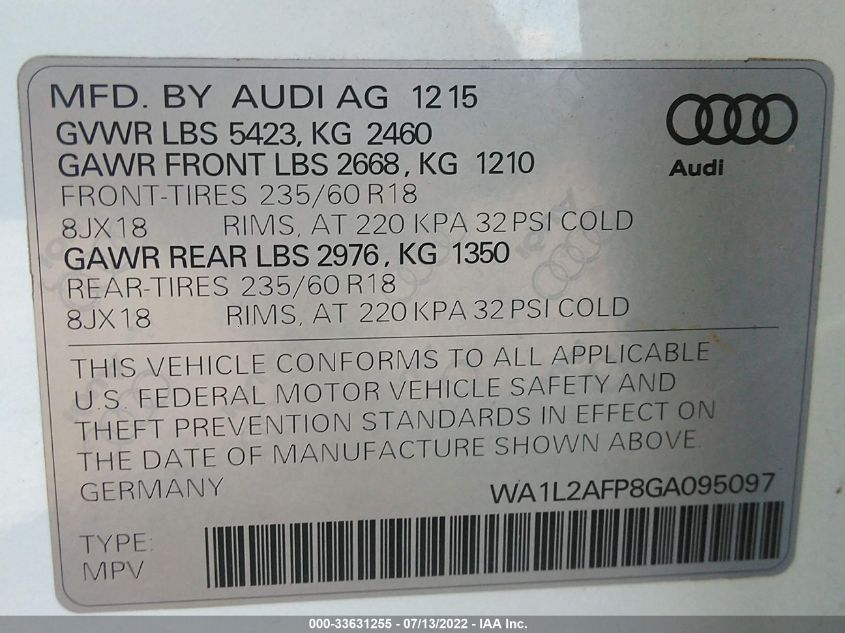 MFD. BY AUDI AG 1215
GVWR LBS 5423, KG 2460
GAWR FRONT LBS 2668, KG 1210
Audi
FRONT-TIRES 235/60 R18
8JX18 RIMS, AT 220 KPA 32 PSI COLD
GAWR REAR LBS 2976, KG 1350
REAR-TIRES 235/60 R18
8JX18 RIMS, AT 220 KPA 32 PSI COLD
THIS VEHICLE CONFORMS TO ALL APPLICABLE
U.S. FEDERAL MOTOR VEHICLE SAFETY AND
THEFT PREVENTION STANDARDS IN EFFECT ON
THE DATE OF MANUFACTURE SHOWN ABOVE.
GERMANY WA1L2AFP8GA095097
TYPE:
MPV
000-33631255 - 07/13/2022 - IAA Inc.